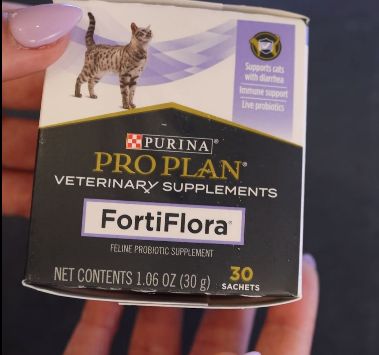 Supports cats
with diarrhea
Immune support
Live probiotics
PURINA®
PRO PLAN®
VETERINARY SUPPLEMENTS
FortiFlora®
FELINE PROBIOTIC SUPPLEMENT
NET CONTENTS 1.06 OZ (30 g)
30
SACHETS